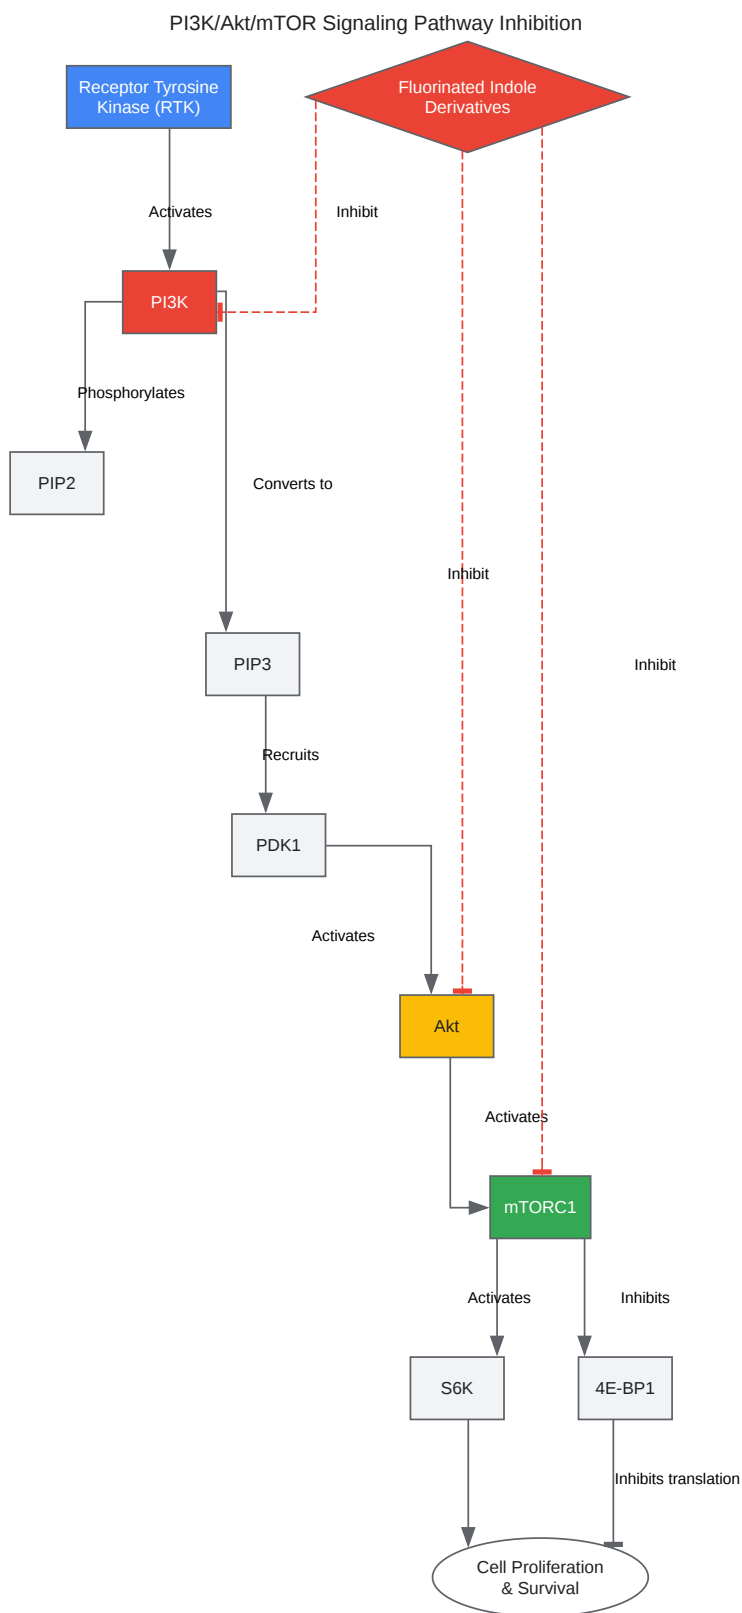 PI3K/Akt/mTOR Signaling Pathway Inhibition
Receptor Tyrosine
Kinase (RTK)
Fluorinated Indole
Derivatives
Activates
Inhibit
PI3K
Phosphorylates
PIP2
Converts to
Inhibit
PIP3
Inhibit
Recruits
PDK1
Activates
Akt
Activates
mTORC1
Activates
Inhibits
S6K
4E-BP1
Inhibits translation
Cell Proliferation
& Survival